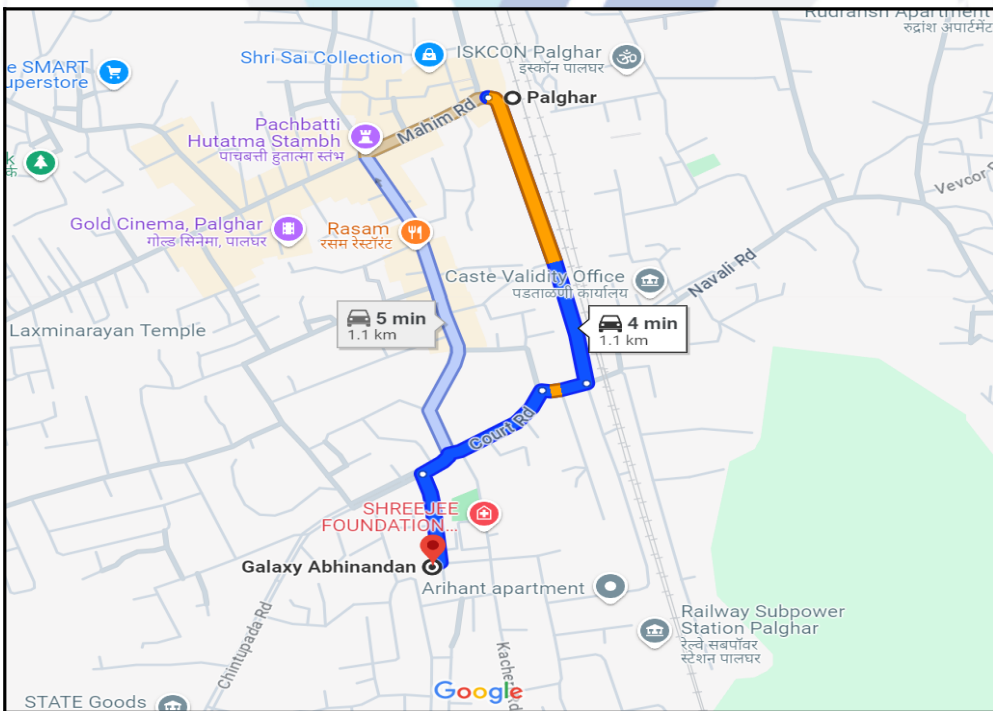 Rudransh Apartment
रुद्रांश अपार्टमेंट
ISKCON Palghar
इस्कॉन पालघर
Shri Sai Collection
e SMART
uperstore
Palghar
Mahim Rd
Pachbatti
Hutatma Stambh
पाचबत्ती हुतात्मा स्तंभ
k
के
Vevcor
Gold Cinema, Palghar
गोल्ड सिनेमा, पालघर
Rasam
रसम रेस्टॉरंट
Caste Validity Office
पडताळणी कार्यालय
Navali Rd
5 min
1.1 km
4 min
1.1 km
Laxminarayan Temple
Court Rd
SHREEJEE
FOUNDATION...
Galaxy Abhinandan
Arihant apartment
Railway Subpower
Station Palghar
रेल्वे सबपॉवर
स्टेशन पालघर
Chintupada Rd
Kacheri Rd
Google
STATE Goods